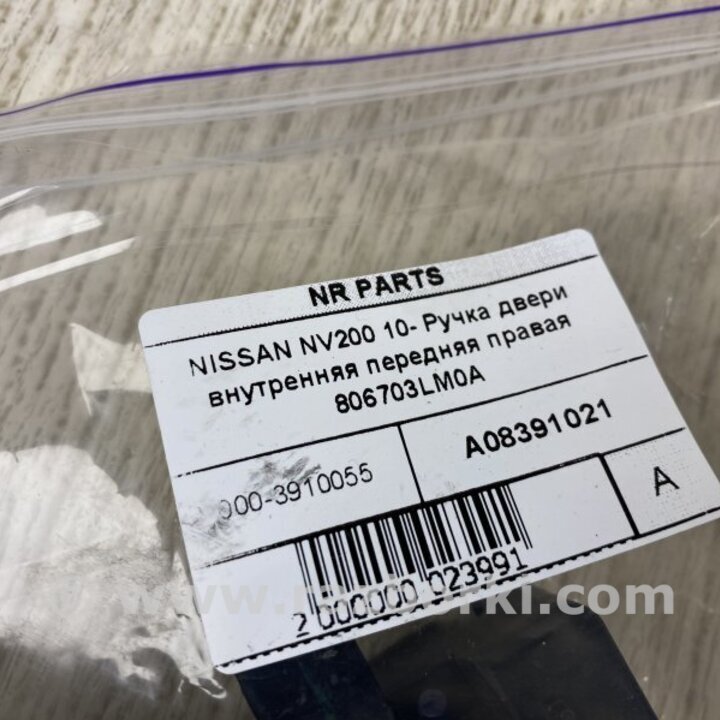 NR PARTS
NISSAN NV200 10- Ручка двери
внутренняя передняя правая
806703LM0A
000-3910055
A08391021
A
2 000000 023991